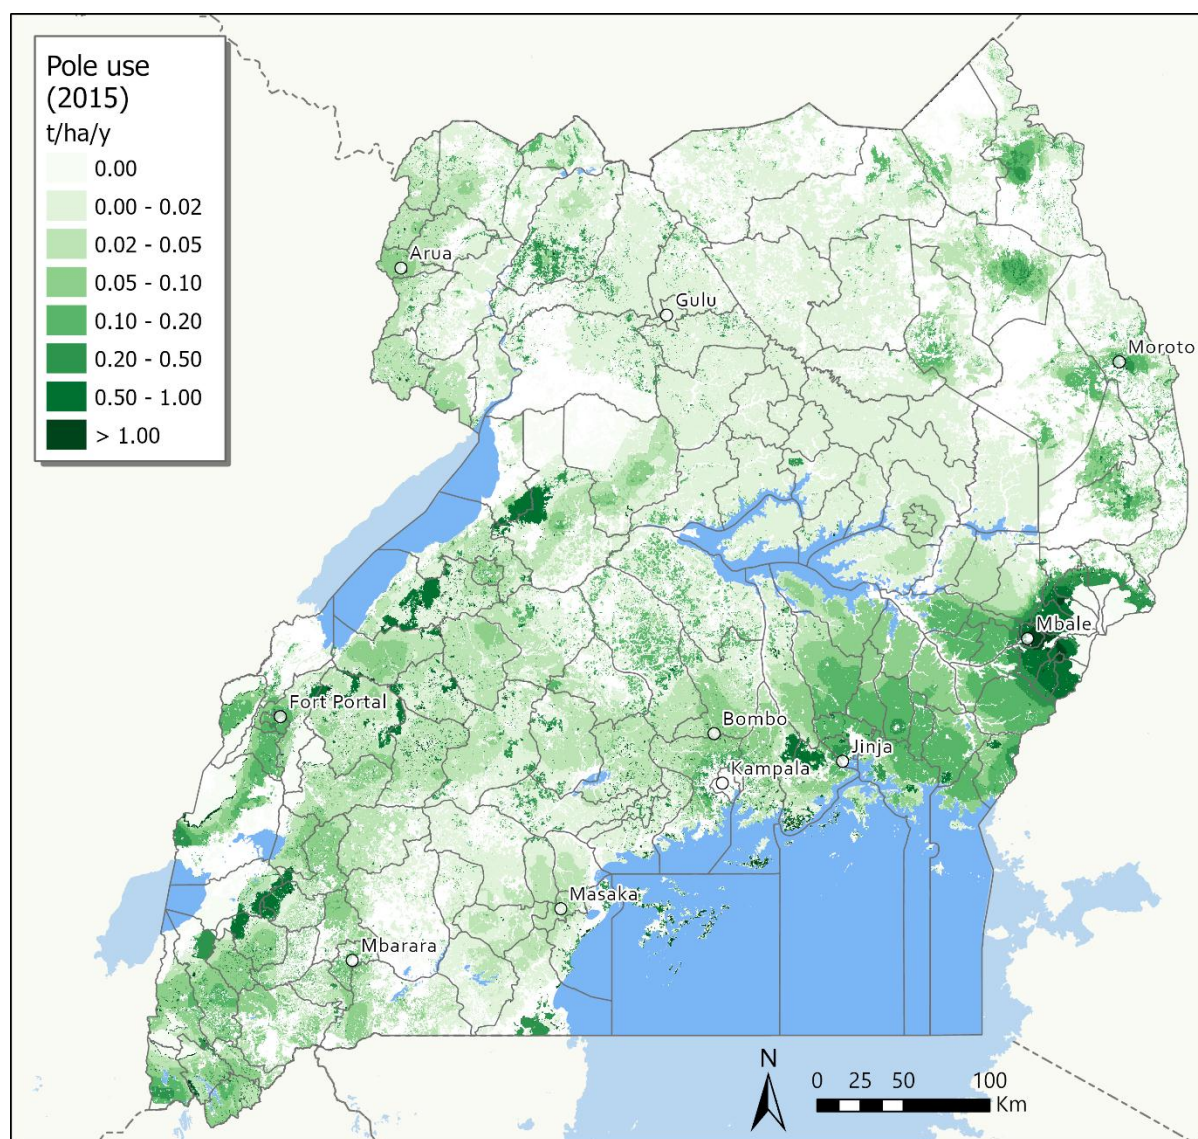 Pole use
(2015)
t/ha/y
0.00
0.00 - 0.02
0.02 - 0.05
0.05 - 0.10
0.10 - 0.20
0.20 - 0.50
0.50 - 1.00
> 1.00
Arua
Gulu
Moroto
Mbale
Fort Portal
Bombo
Jinja
Kampala
Masaka
Mbarara
N
0 25 50 100
Km